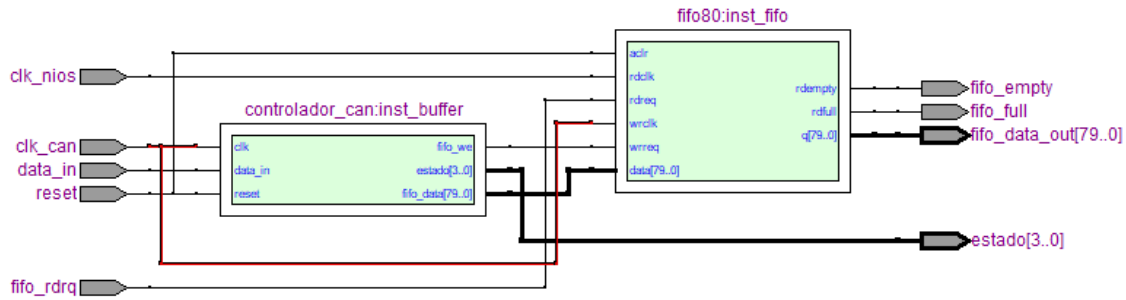 fifo80:inst_fifo
clk_nios
aclr
rdclk
rdreq
wrclk
wrreq
data[79..0]
rdempty
rdfull
q[79..0]
fifo_empty
fifo_full
fifo_data_out[79..0]
controlador_can:inst_buffer
clk_can
data_in
reset
clk
data_in
reset
fifo_we
estado[3..0]
fifo_data[79..0]
estado[3..0]
fifo_rdrq